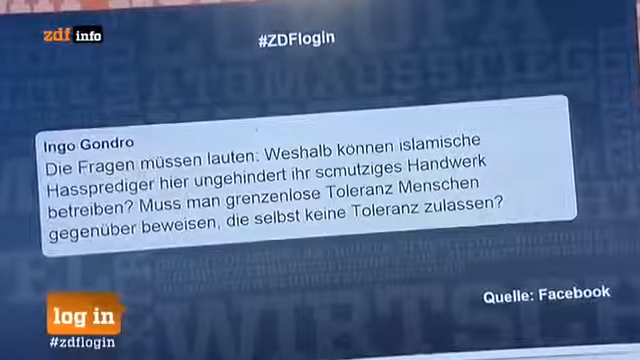 zdf info
#ZDFlogin
ATOMAUSSTIEG
Ingo Gondro
Die Fragen müssen lauten: Weshalb können islamische
Hassprediger hier ungehindert ihr scmutziges Handwerk
betreiben? Muss man grenzenlose Toleranz Menschen
gegenüber beweisen, die selbst keine Toleranz zulassen?
Quelle: Facebook
log in
#zdflogin